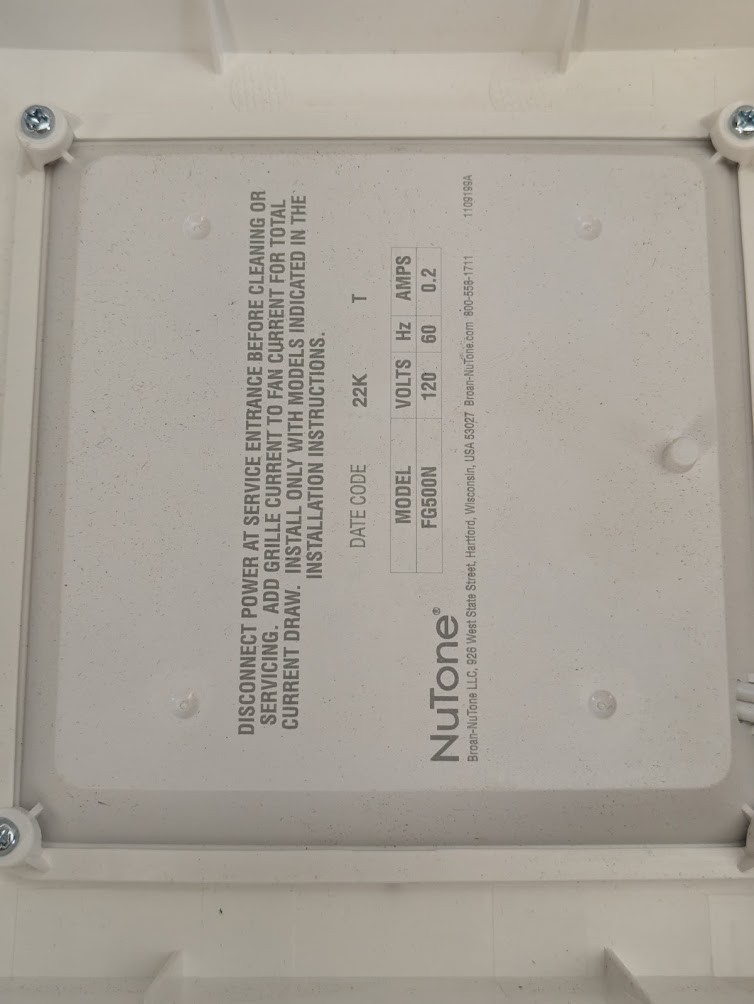 DISCONNECT POWER AT SERVICE ENTRANCE BEFORE CLEANING OR
SERVICING. ADD GRILLE CURRENT TO FAN CURRENT FOR TOTAL
CURRENT DRAW. INSTALL ONLY WITH MODELS INDICATED IN THE
INSTALLATION INSTRUCTIONS.
DATE CODE 22K T
MODEL VOLTS Hz AMPS
FG500N 120 60 0.2
NuTone®
Broan-NuTone LLC, 926 West State Street, Hartford, Wisconsin, USA 53027 Broan-NuTone.com 800-558-1711 1109199A